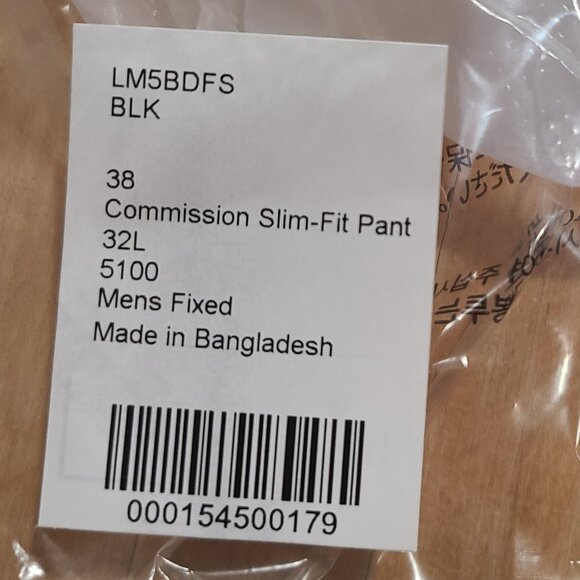 LM5BDFS
BLK
38
Commission Slim-Fit Pant
32L
5100
Mens Fixed
Made in Bangladesh
000154500179